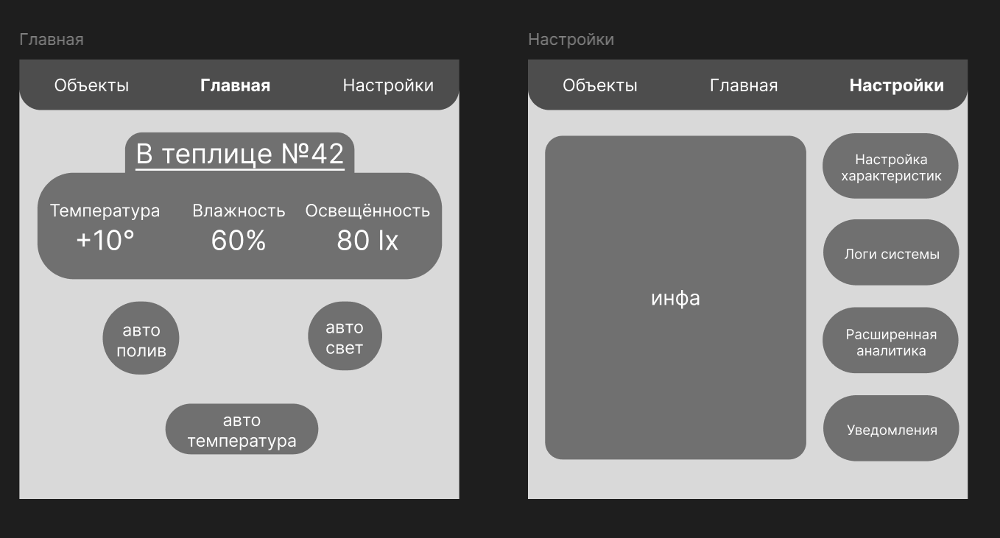 Главная
Объекты Главная Настройки
В теплице №42
Температура Влажность Освещённость
+10° 60% 80 lx
авто
полив
авто
свет
авто
температура
Настройки
Объекты Главная Настройки
инфа
Настройка
характеристик
Логи системы
Расширенная
аналитика
Уведомления